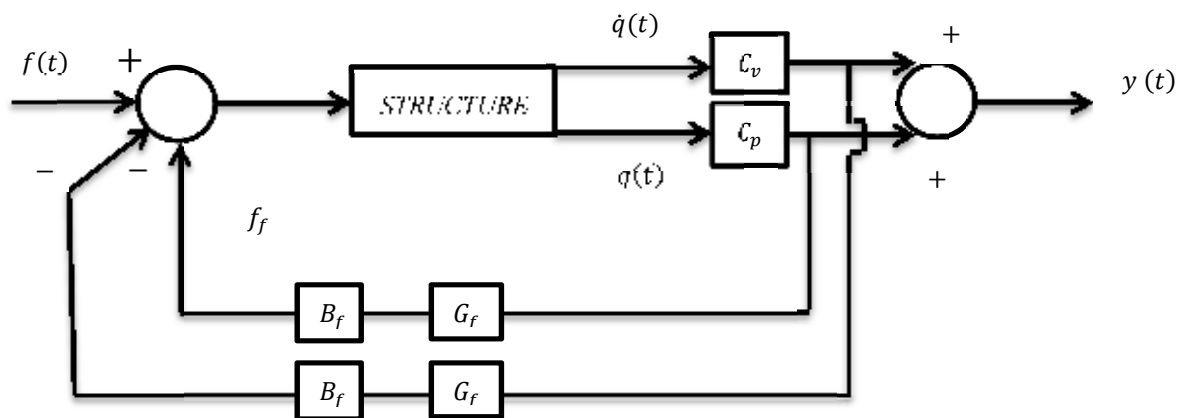 q̇(t)
+
f(t)
+
C_v
y (t)
STRUCTURE
C_p
−
−
q(t)
+
f_f
B_f
G_f
B_f
G_f